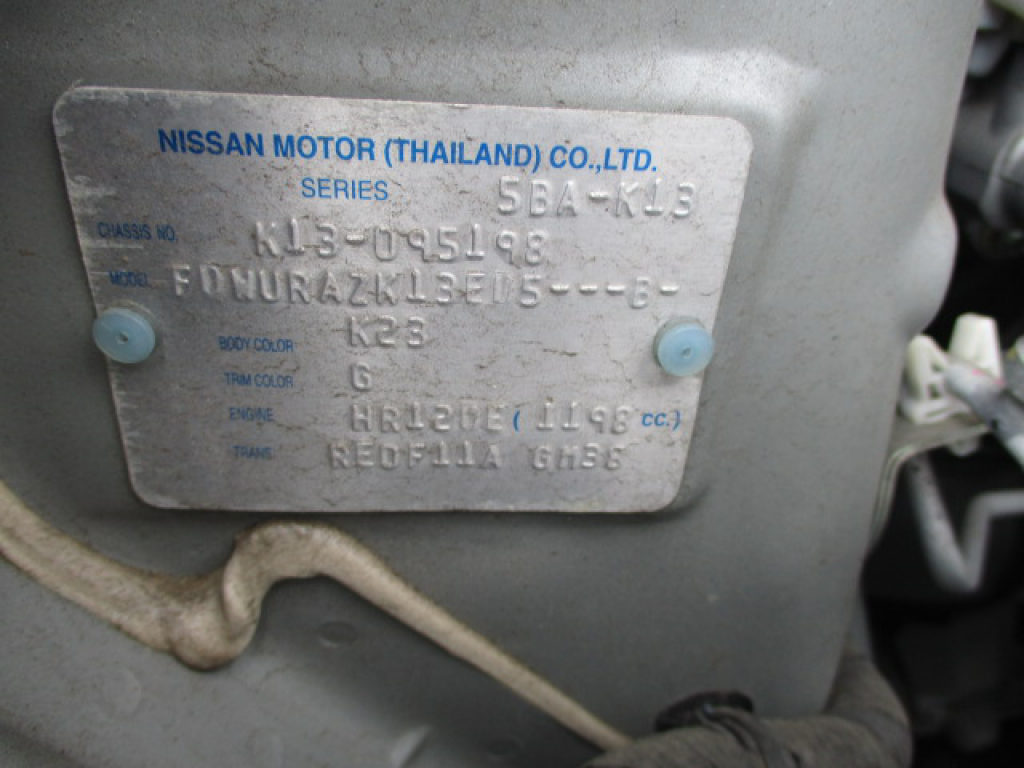 NISSAN MOTOR (THAILAND) CO.,LTD.
SERIES 5BA-K13
CHASSIS NO. K13-095198
MODEL FDWURAZK13ED5---B-
BODY COLOR K23
TRIM COLOR G
ENGINE HR12DE ( 1198 cc.)
TRANS. RE0F11A GM38